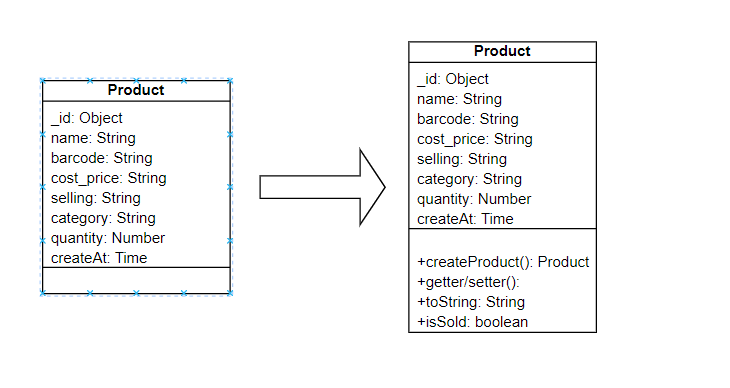 Product
_id: Object
name: String
barcode: String
cost_price: String
selling: String
category: String
quantity: Number
createAt: Time
Product
_id: Object
name: String
barcode: String
cost_price: String
selling: String
category: String
quantity: Number
createAt: Time
+createProduct(): Product
+getter/setter():
+toString: String
+isSold: boolean